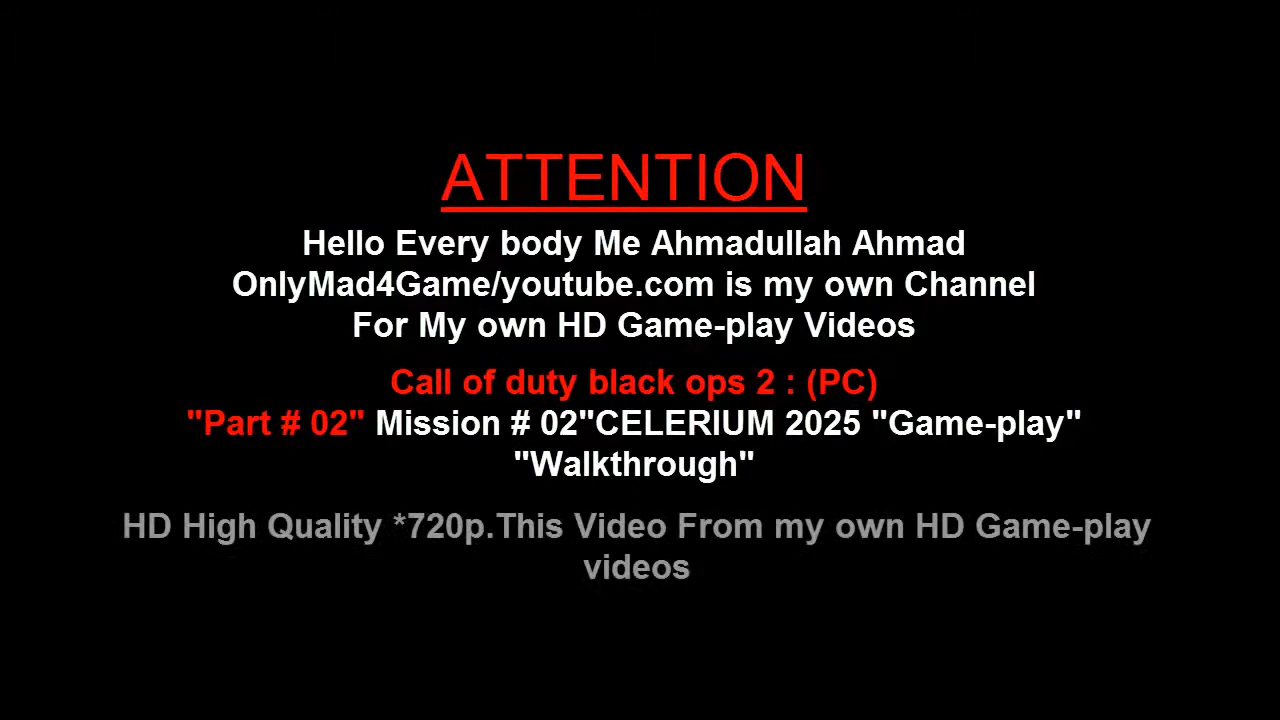 ATTENTION
Hello Every body Me Ahmadullah Ahmad
OnlyMad4Game/youtube.com is my own Channel
For My own HD Game-play Videos
Call of duty black ops 2 : (PC)
"Part # 02" Mission # 02"CELERIUM 2025 "Game-play"
"Walkthrough"
HD High Quality *720p.This Video From my own HD Game-play
videos